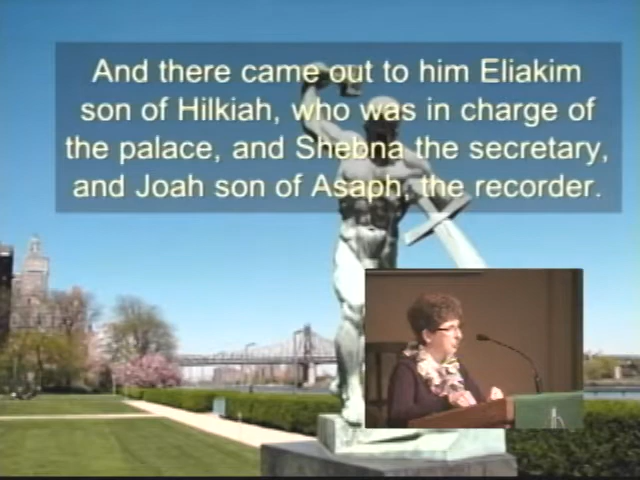 And there came out to him Eliakim
son of Hilkiah, who was in charge of
the palace, and Shebna the secretary,
and Joah son of Asaph, the recorder.